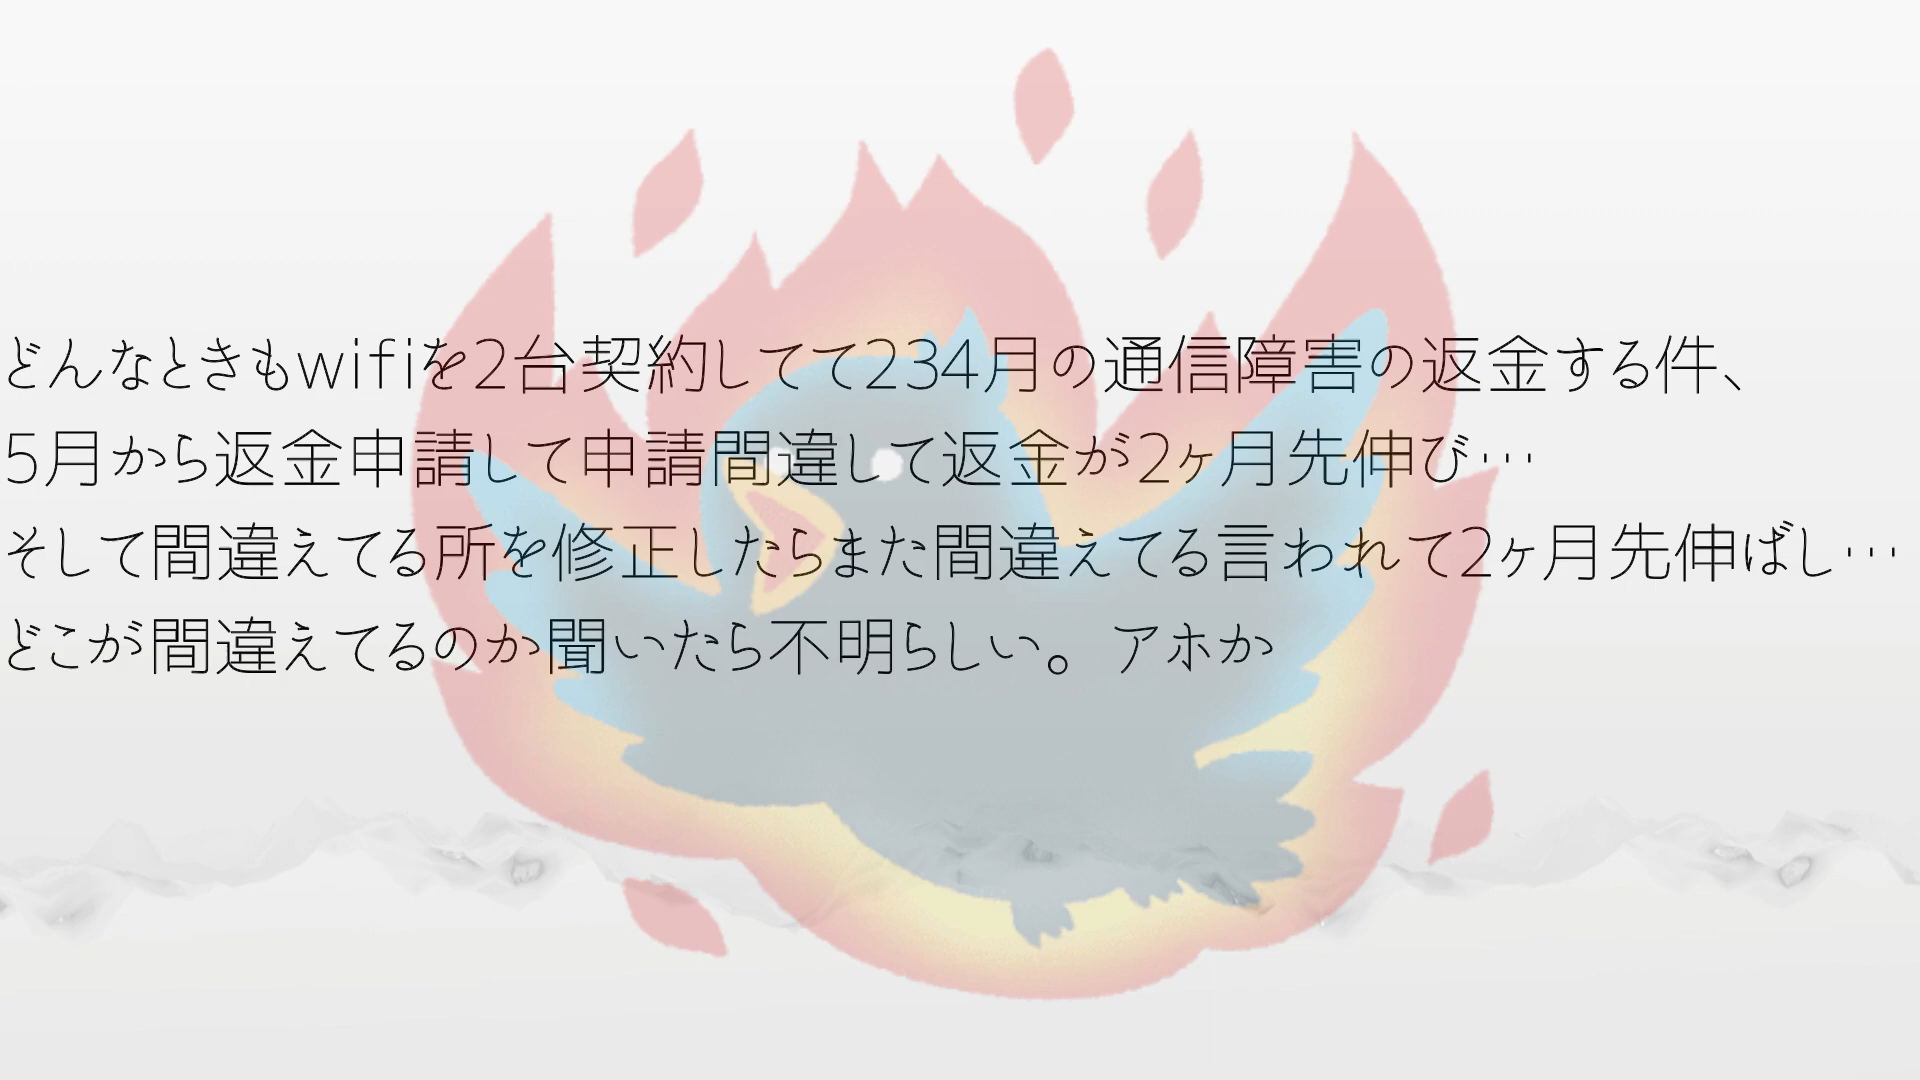 どんなときもwifiを2台契約してて234月の通信障害の返金する件、
5月から返金申請して申請間違して返金が2ヶ月先伸び…
そして間違えてる所を修正したらまた間違えてる言われて2ヶ月先伸ばし…
どこが間違えてるのか聞いたら不明らしい。アホか